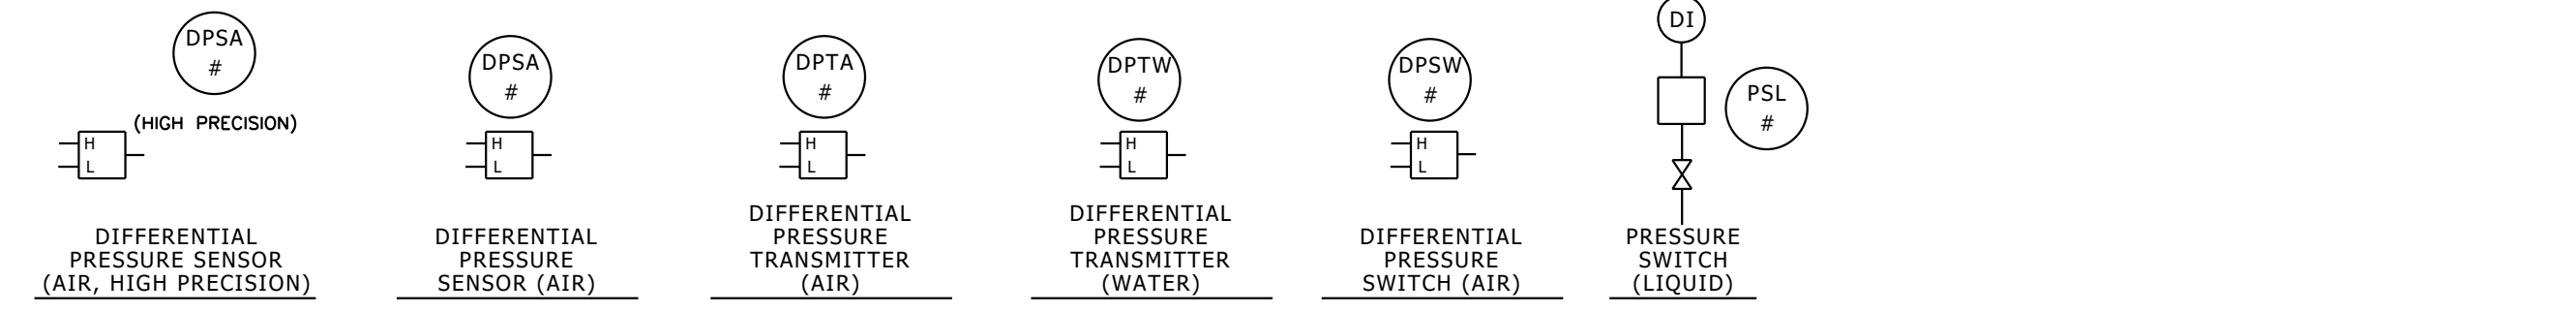 DPSA
#
(HIGH PRECISION)
H
L
DIFFERENTIAL
PRESSURE SENSOR
(AIR, HIGH PRECISION)
DPSA
#
H
L
DIFFERENTIAL
PRESSURE
SENSOR (AIR)
DPTA
#
H
L
DIFFERENTIAL
PRESSURE
TRANSMITTER
(AIR)
DPTW
#
H
L
DIFFERENTIAL
PRESSURE
TRANSMITTER
(WATER)
DPSW
#
H
L
DIFFERENTIAL
PRESSURE
SWITCH (AIR)
DI
PSL
#
PRESSURE
SWITCH
(LIQUID)